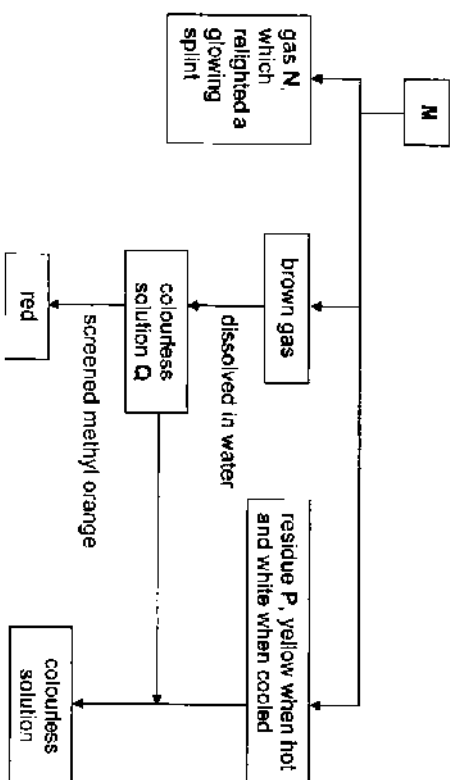 M
gas N,
which
relighted a
glowing
splint
brown gas
residue P, yellow when hot
and white when cooled
dissolved in water
colourless
solution Q
screened methyl orange
red
colourless
solution